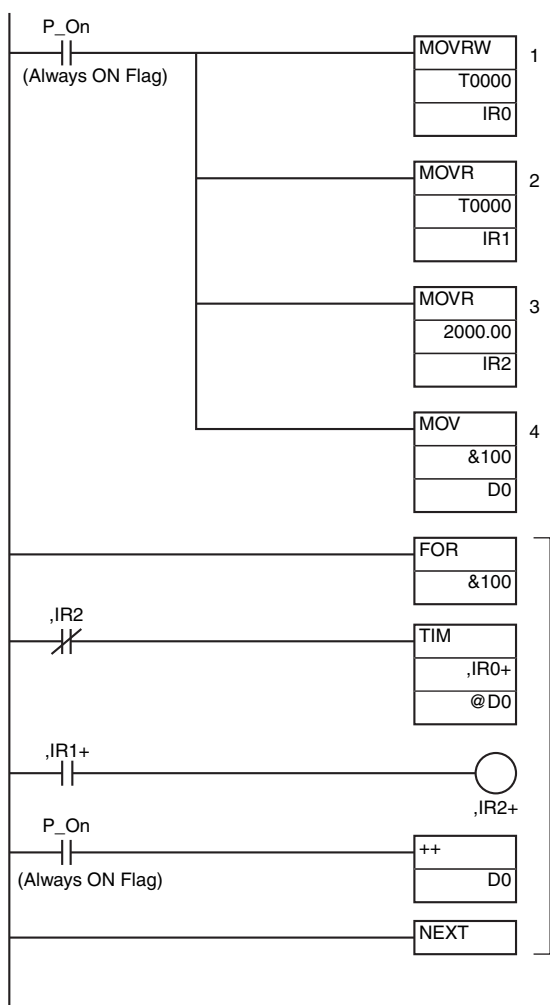 P_On
(Always ON Flag)
MOVRW
1
T0000
IR0
MOVR
2
T0000
IR1
MOVR
3
2000.00
IR2
MOV
4
&100
D0
FOR
&100
,IR2
TIM
,IR0+
@D0
,IR1+
,IR2+
P_On
(Always ON Flag)
++
D0
NEXT